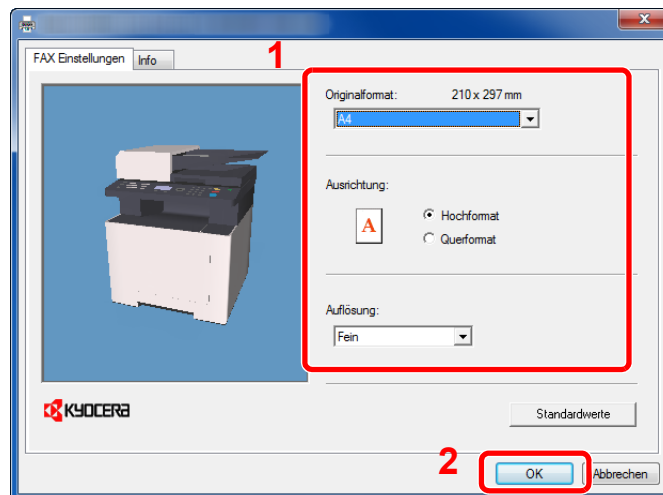 FAX Einstellungen Info
1
Originalformat: 210 x 297 mm
A4
Ausrichtung:
A
Hochformat
Querformat
Auflösung:
Fein
KYOCERA
Standardwerte
2
OK Abbrechen